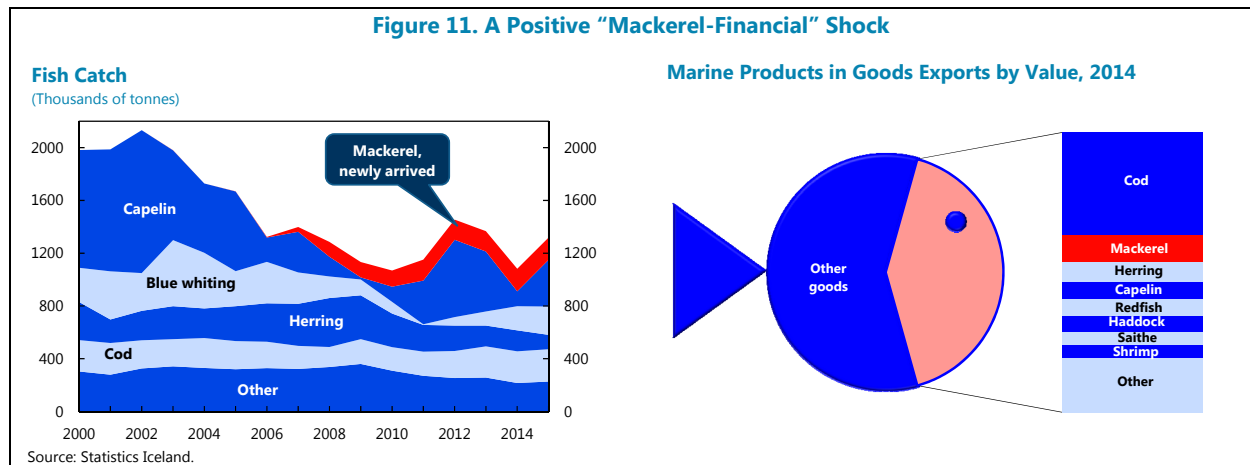 Figure 11. A Positive “Mackerel-Financial” Shock
Fish Catch
(Thousands of tonnes)
2000
1600
1200
800
400
0
2000
1600
1200
800
400
0
2000 2002 2004 2006 2008 2010 2012 2014
Mackerel,
newly arrived
Capelin
Blue whiting
Herring
Cod
Other
Source: Statistics Iceland.
Marine Products in Goods Exports by Value, 2014
Other
goods
Cod
Mackerel
Herring
Capelin
Redfish
Haddock
Saithe
Shrimp
Other